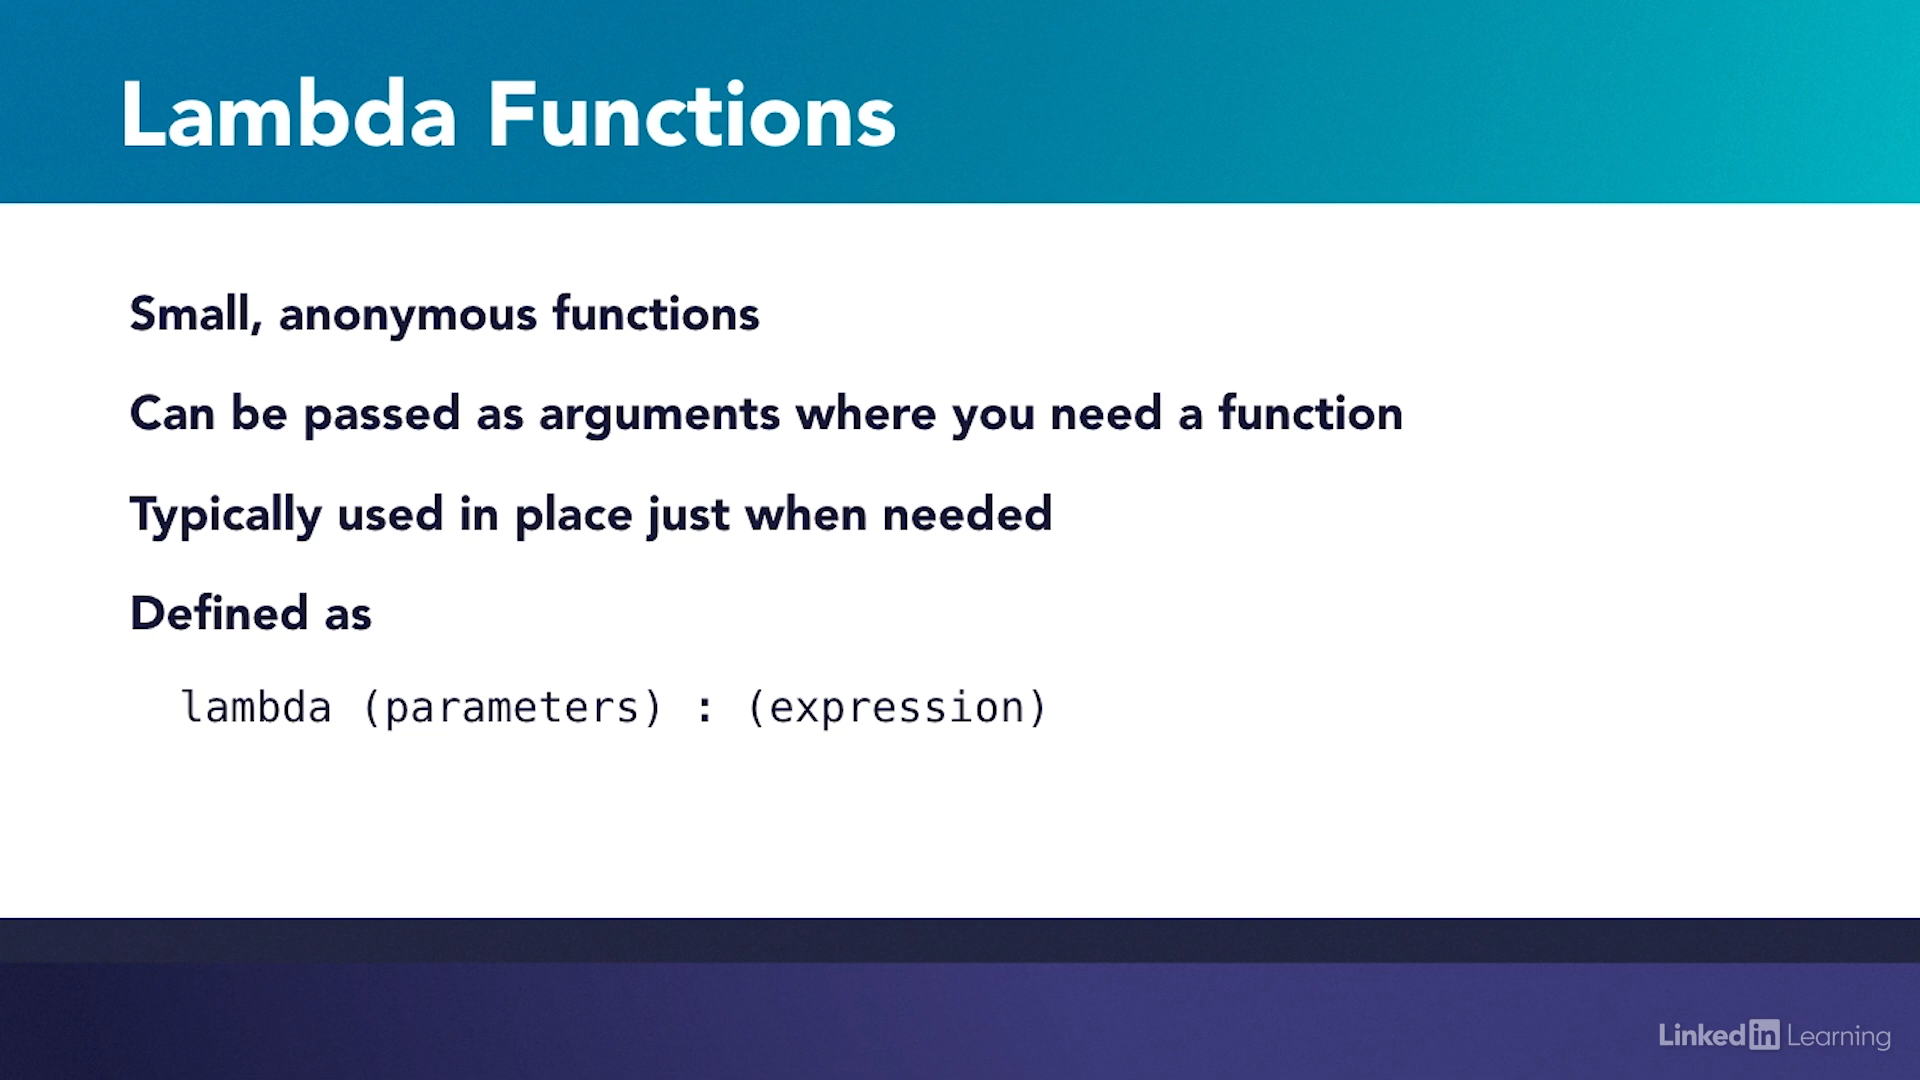 Lambda Functions
Small, anonymous functions
Can be passed as arguments where you need a function
Typically used in place just when needed
Defined as
lambda (parameters) : (expression)
Linked in Learning